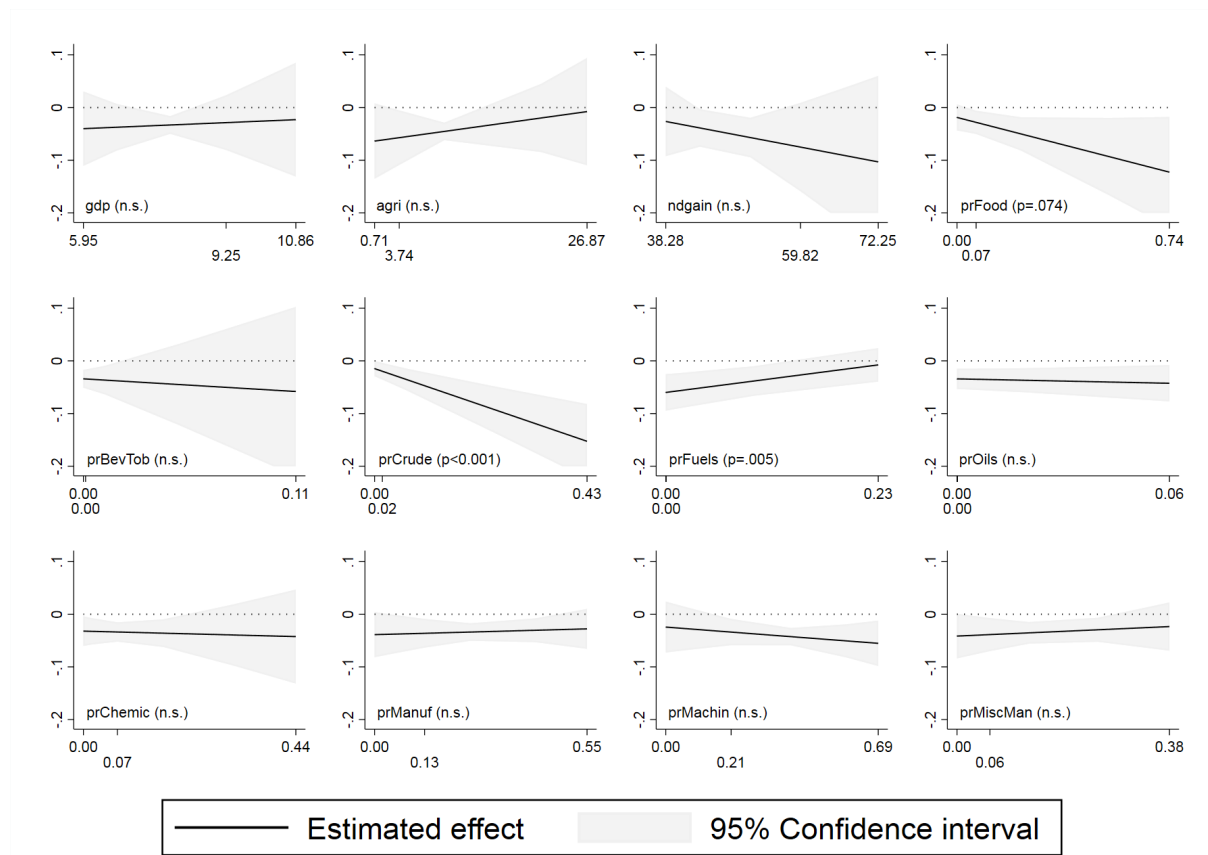 .1 .1 .1 .1
0 0 0 0
-.1 -.1 -.1 -.1
-.2 -.2 -.2 -.2
gdp (n.s.) agri (n.s.) ndgain (n.s.) prFood (p=.074)
5.95 10.86 0.71 26.87 38.28 72.25 0.00 0.74
9.25 3.74 59.82 0.07
.1 .1 .1 .1
0 0 0 0
-.1 -.1 -.1 -.1
-.2 -.2 -.2 -.2
prBevTob (n.s.) prCrude (p<0.001) prFuels (p=.005) prOils (n.s.)
0.00 0.11 0.00 0.43 0.00 0.23 0.00 0.06
0.00 0.02 0.00 0.00
.1 .1 .1 .1
0 0 0 0
-.1 -.1 -.1 -.1
-.2 -.2 -.2 -.2
prChemic (n.s.) prManuf (n.s.) prMachin (n.s.) prMiscMan (n.s.)
0.00 0.44 0.00 0.55 0.00 0.69 0.00 0.38
0.07 0.13 0.21 0.06
Estimated effect 95% Confidence interval